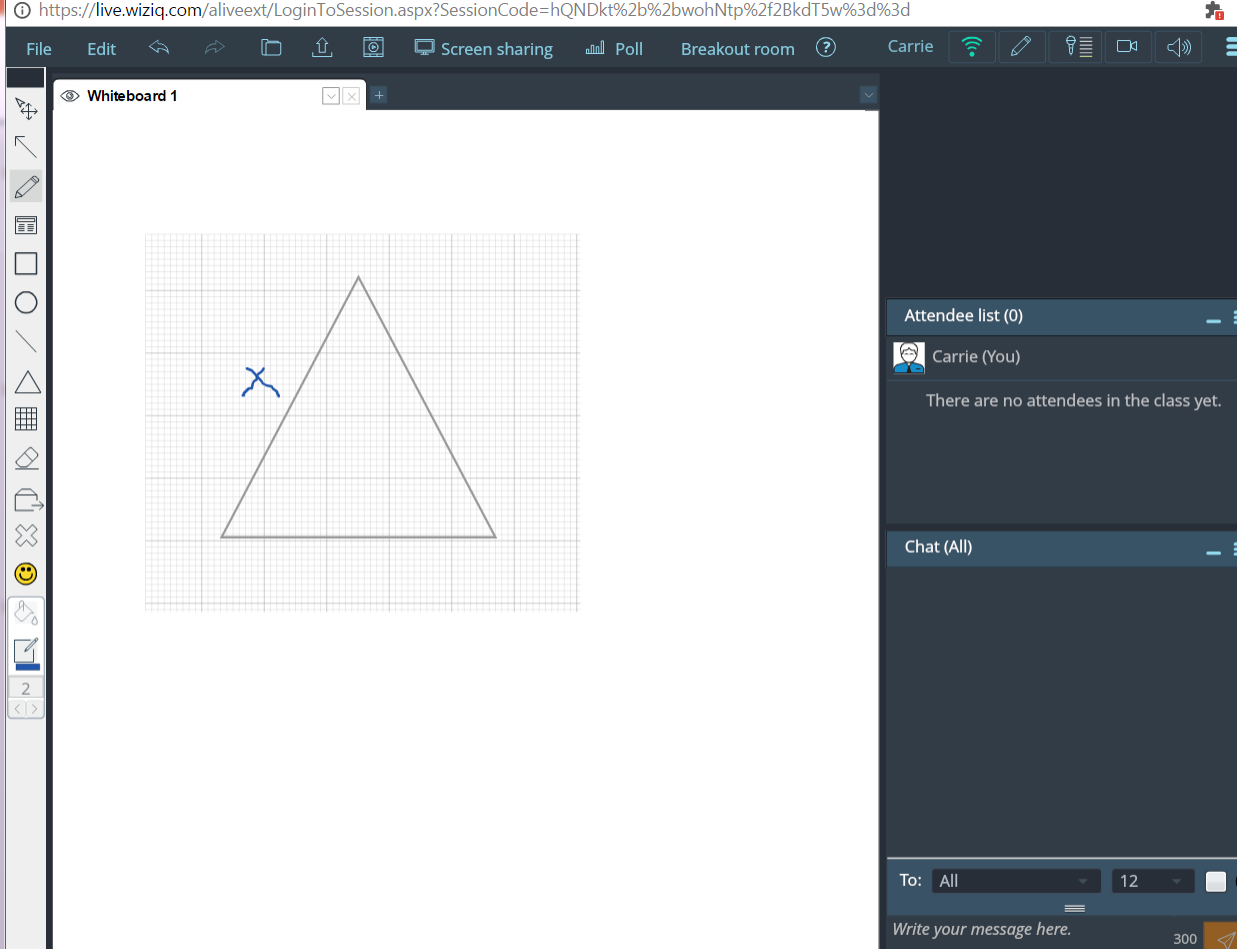 https://live.wiziq.com/aliveext/LoginToSession.aspx?SessionCode=hQNDkt%2b%2bwohNtp%2f2BkdT5w%3d%3d
File Edit Screen sharing Poll Breakout room ? Carrie
Whiteboard 1
x
2
Attendee list (0)
Carrie (You)
There are no attendees in the class yet.
Chat (All)
To: All 12
Write your message here.
300